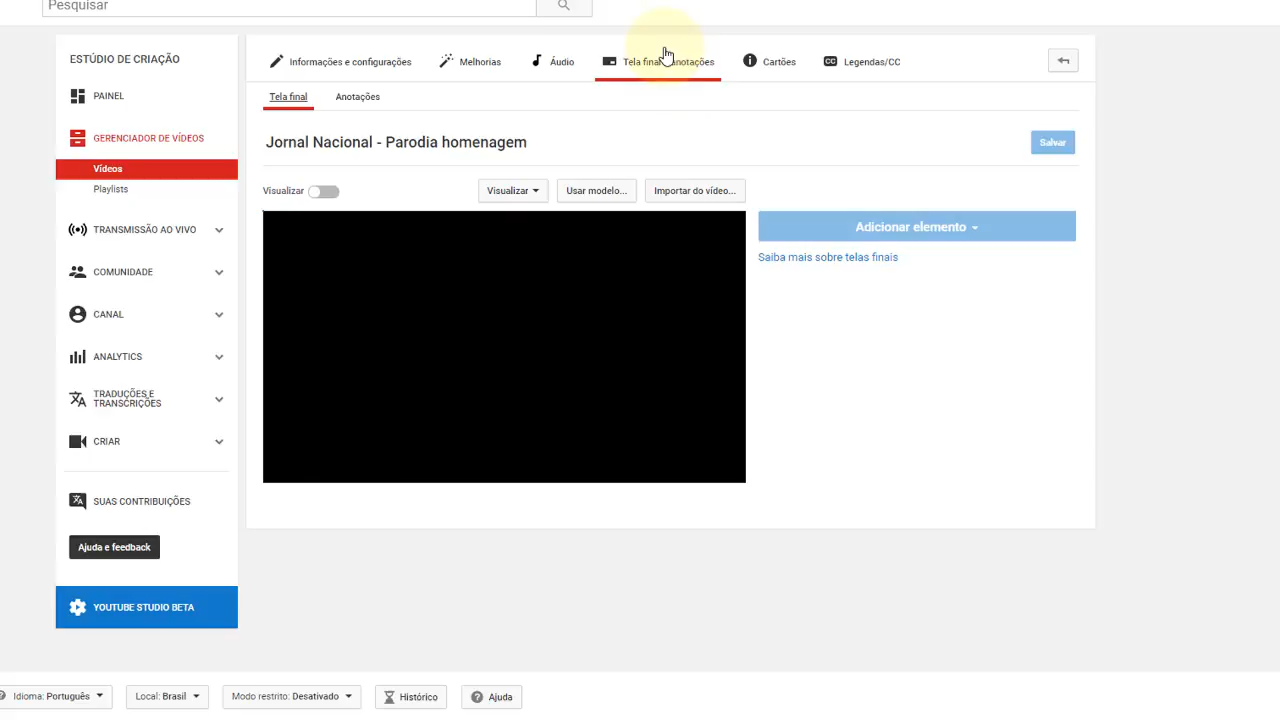 Pesquisar
ESTÚDIO DE CRIAÇÃO
PAINEL
GERENCIADOR DE VÍDEOS
Vídeos
Playlists
TRANSMISSÃO AO VIVO
COMUNIDADE
CANAL
ANALYTICS
TRADUÇÕES E
TRANSCRIÇÕES
CRIAR
SUAS CONTRIBUIÇÕES
Ajuda e feedback
YOUTUBE STUDIO BETA
Informações e configurações
Melhorias
Áudio
Tela final anotações
Cartões
CC Legendas/CC
Tela final
Anotações
Jornal Nacional - Parodia homenagem
Salvar
Visualizar
Visualizar
Usar modelo...
Importar do vídeo...
Adicionar elemento
Saiba mais sobre telas finais
Idioma: Português
Local: Brasil
Modo restrito: Desativado
Histórico
Ajuda